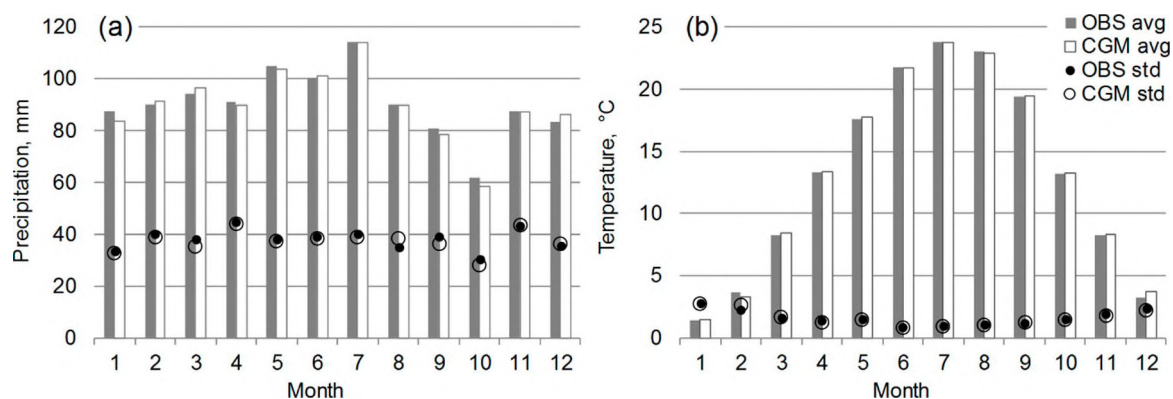 (a)
Precipitation, mm
120
100
80
60
40
20
0
1 2 3 4 5 6 7 8 9 10 11 12
Month
(b)
Temperature, °C
25
20
15
10
5
0
1 2 3 4 5 6 7 8 9 10 11 12
Month
OBS avg
CGM avg
OBS std
CGM std